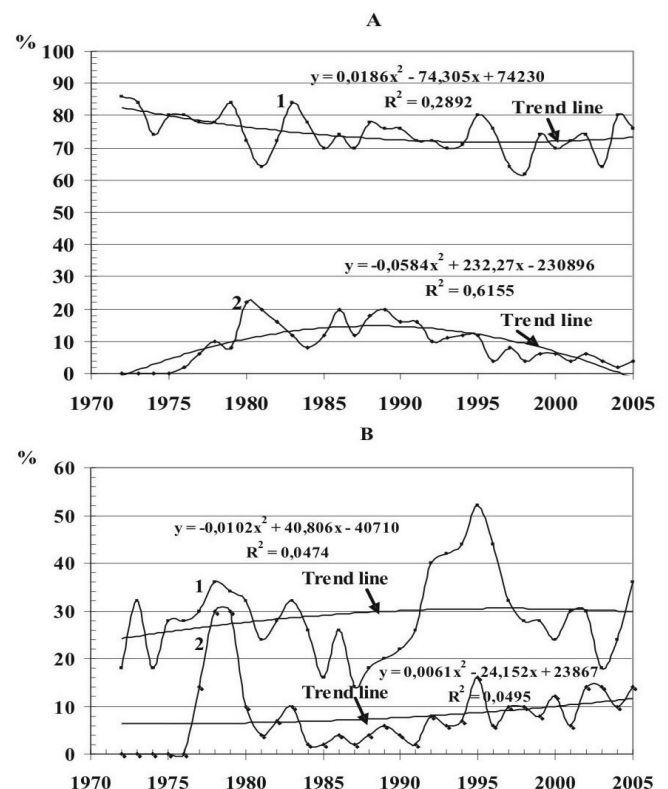 A
%
100
90
80
70
60
50
40
30
20
10
0
y = 0,0186x² - 74,305x + 74230
R² = 0,2892
1
Trend line
y = -0,0584x² + 232,27x - 230896
R² = 0,6155
2
Trend line
1970 1975 1980 1985 1990 1995 2000 2005
B
%
60
50
40
30
20
10
0
y = -0,0102x² + 40,806x - 40710
R² = 0,0474
1
Trend line
2
y = 0,0061x² - 24,152x + 23867
R² = 0,0495
Trend line
1970 1975 1980 1985 1990 1995 2000 2005